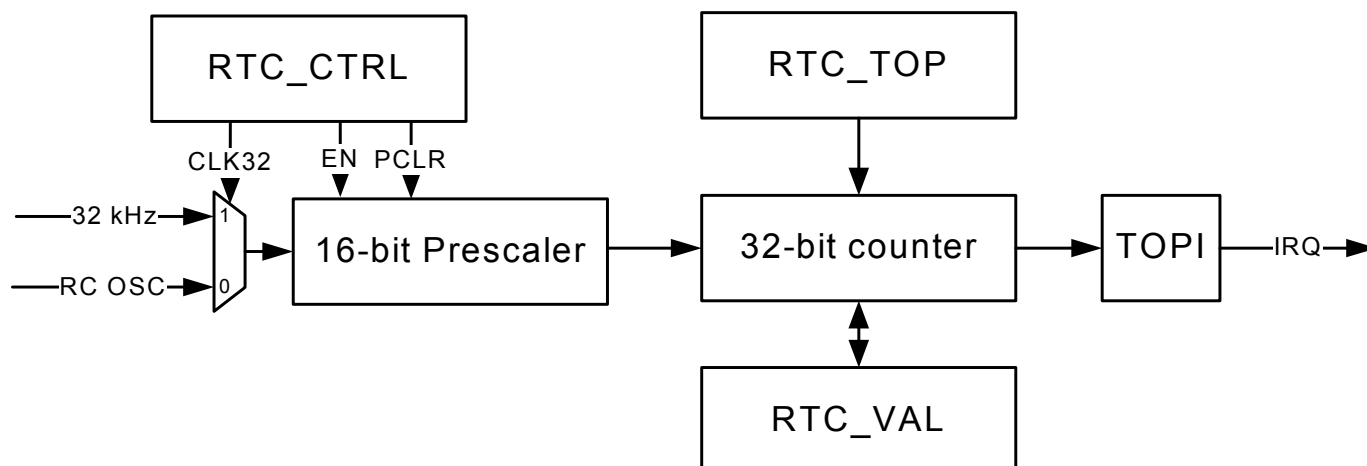 RTC_CTRL
RTC_TOP
CLK32
EN
PCLR
32 kHz
1
16-bit Prescaler
32-bit counter
TOPI
IRQ
RC OSC
0
RTC_VAL